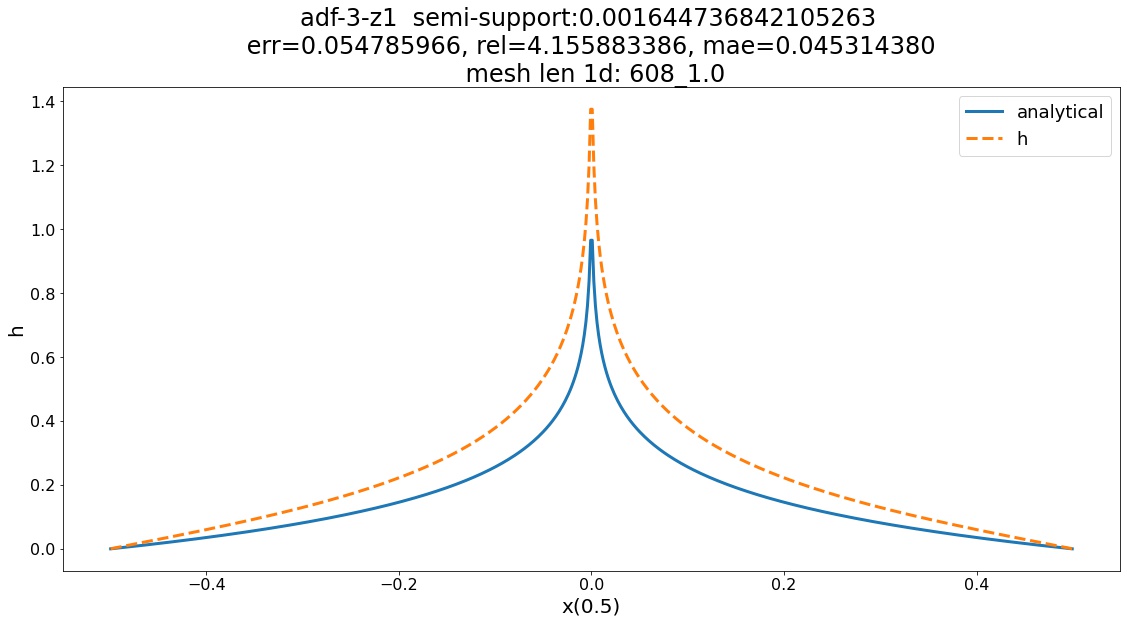 adf-3-z1  semi-support:0.001644736842105263
err=0.054785966, rel=4.155883386, mae=0.045314380
mesh len 1d: 608_1.0
analytical
h
1.4
1.2
1.0
0.8
0.6
0.4
0.2
0.0
h
−0.4
−0.2
0.0
0.2
0.4
x(0.5)